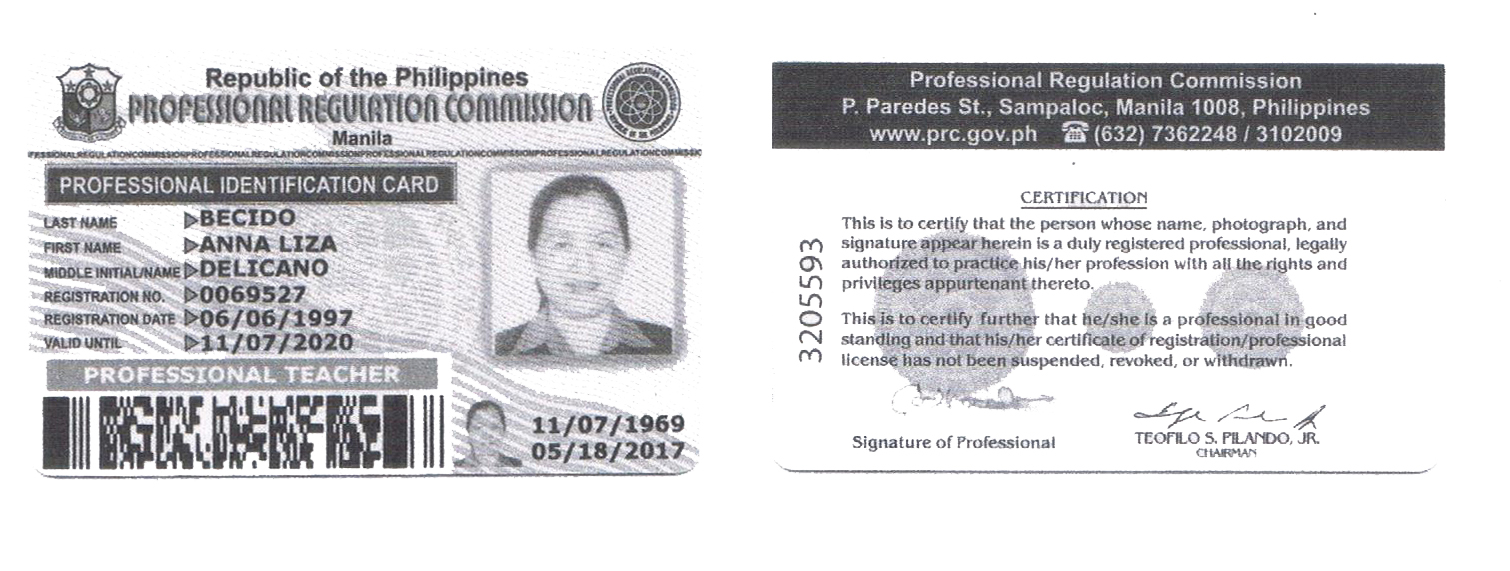 Republic of the Philippines
PROFESSIONAL REGULATION COMMISSION
Manila
PROFESSIONAL IDENTIFICATION CARD
LAST NAME ▷BECIDO
FIRST NAME ▷ANNA LIZA
MIDDLE INITIAL/NAME ▷DELICANO
REGISTRATION NO. ▷0069527
REGISTRATION DATE ▷06/06/1997
VALID UNTIL ▷11/07/2020
PROFESSIONAL TEACHER
11/07/1969
05/18/2017
Professional Regulation Commission
P. Paredes St., Sampaloc, Manila 1008, Philippines
www.prc.gov.ph ☎ (632) 7362248 / 3102009
CERTIFICATION
This is to certify that the person whose name, photograph, and
signature appear herein is a duly registered professional, legally
authorized to practice his/her profession with all the rights and
privileges appurtenant thereto.
This is to certify further that he/she is a professional in good
standing and that his/her certificate of registration/professional
license has not been suspended, revoked, or withdrawn.
3205593
Signature of Professional
TEOFILO S. PILANDO, JR.
CHAIRMAN